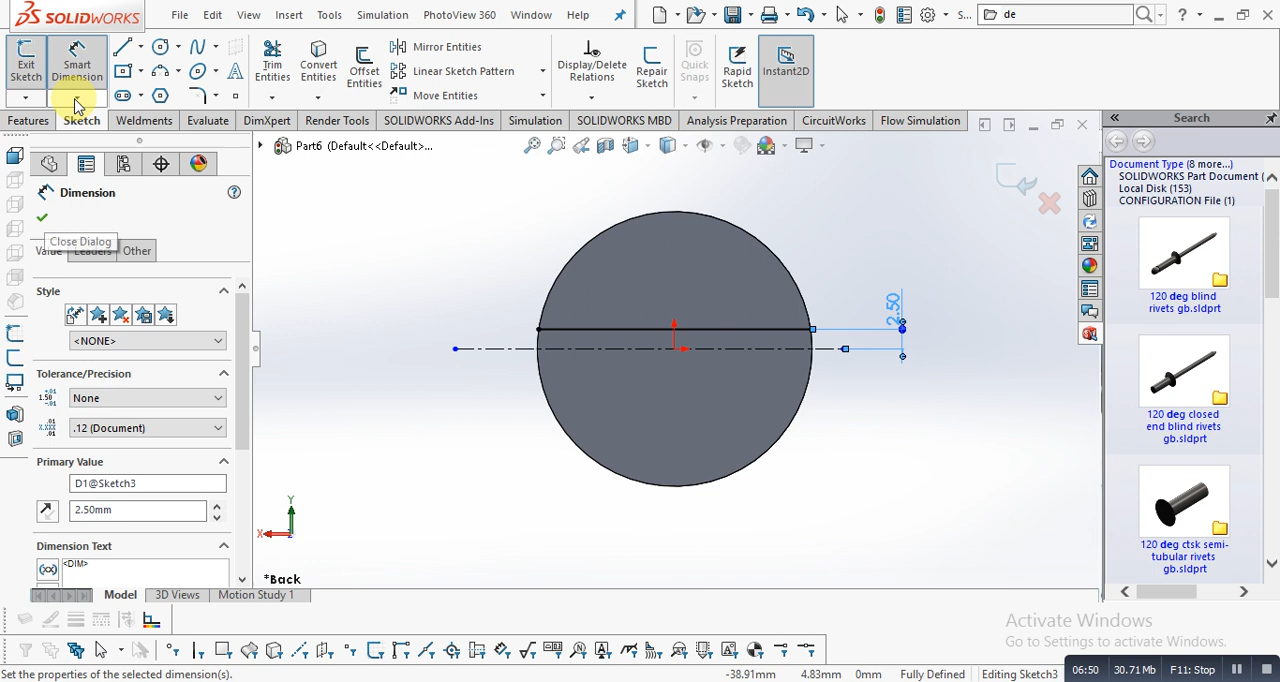 SOLIDWORKS
File Edit View Insert Tools Simulation PhotoView 360 Window Help
S...
de
Exit Sketch
Smart Dimension
Trim Entities
Convert Entities
Offset Entities
Mirror Entities
Linear Sketch Pattern
Move Entities
Display/Delete Relations
Repair Sketch
Quick Snaps
Rapid Sketch
Instant2D
Features Sketch Weldments Evaluate DimXpert Render Tools SOLIDWORKS Add-Ins Simulation SOLIDWORKS MBD Analysis Preparation CircuitWorks Flow Simulation
Search
Part6 (Default<<Default>...
Dimension
Close Dialog
Value Leaders Other
Style
<NONE>
Tolerance/Precision
None
.12 (Document)
Primary Value
D1@Sketch3
2.50mm
Dimension Text
<DIM>
2.50
Y
X
*Back
Document Type (8 more...)
SOLIDWORKS Part Document (
Local Disk (153)
CONFIGURATION File (1)
120 deg blind
rivets gb.sldprt
120 deg closed
end blind rivets
gb.sldprt
120 deg ctsk semi-
tubular rivets
gb.sldprt
Model 3D Views Motion Study 1
Activate Windows
Go to Settings to activate Windows.
Set the properties of the selected dimension(s).
-38.91mm 4.83mm 0mm Fully Defined Editing Sketch3
06:50 30.71 Mb F11: Stop